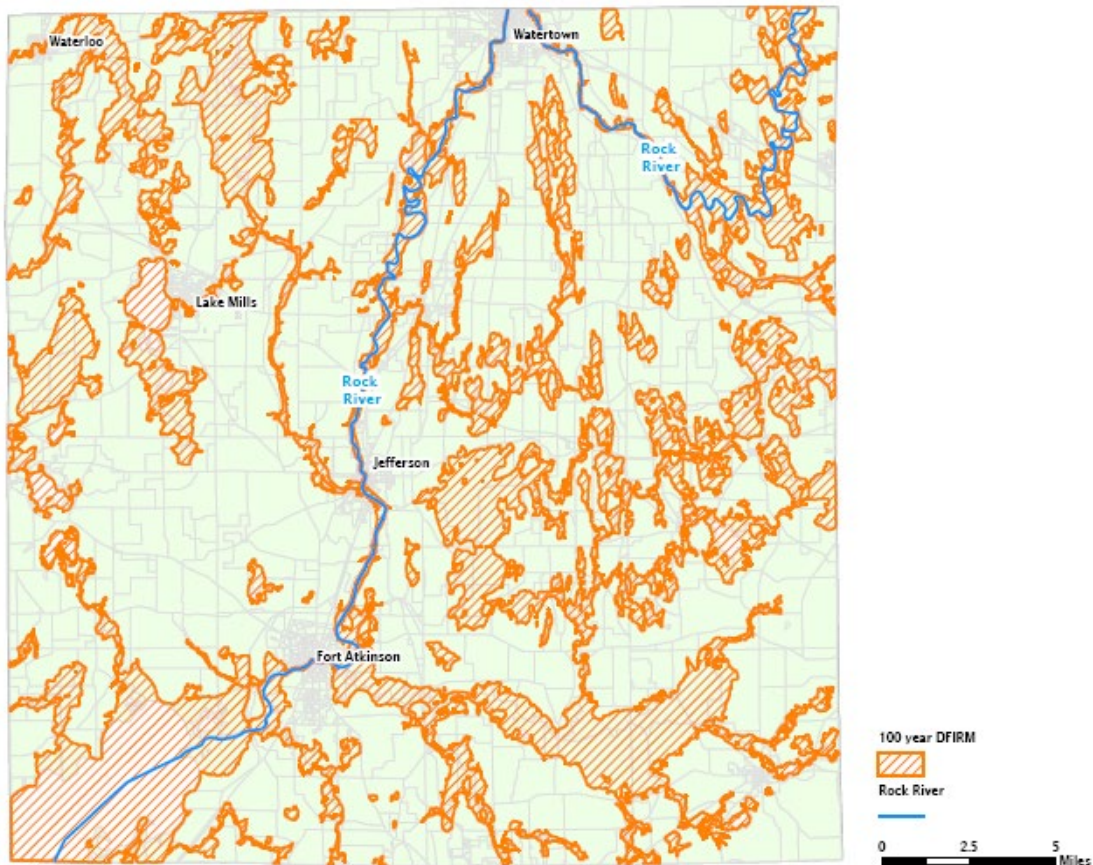 Waterloo
Watertown
Rock
River
Lake Mills
Rock
River
Jefferson
Fort Atkinson
100 year DFIRM
Rock River
0 2.5 5
Miles